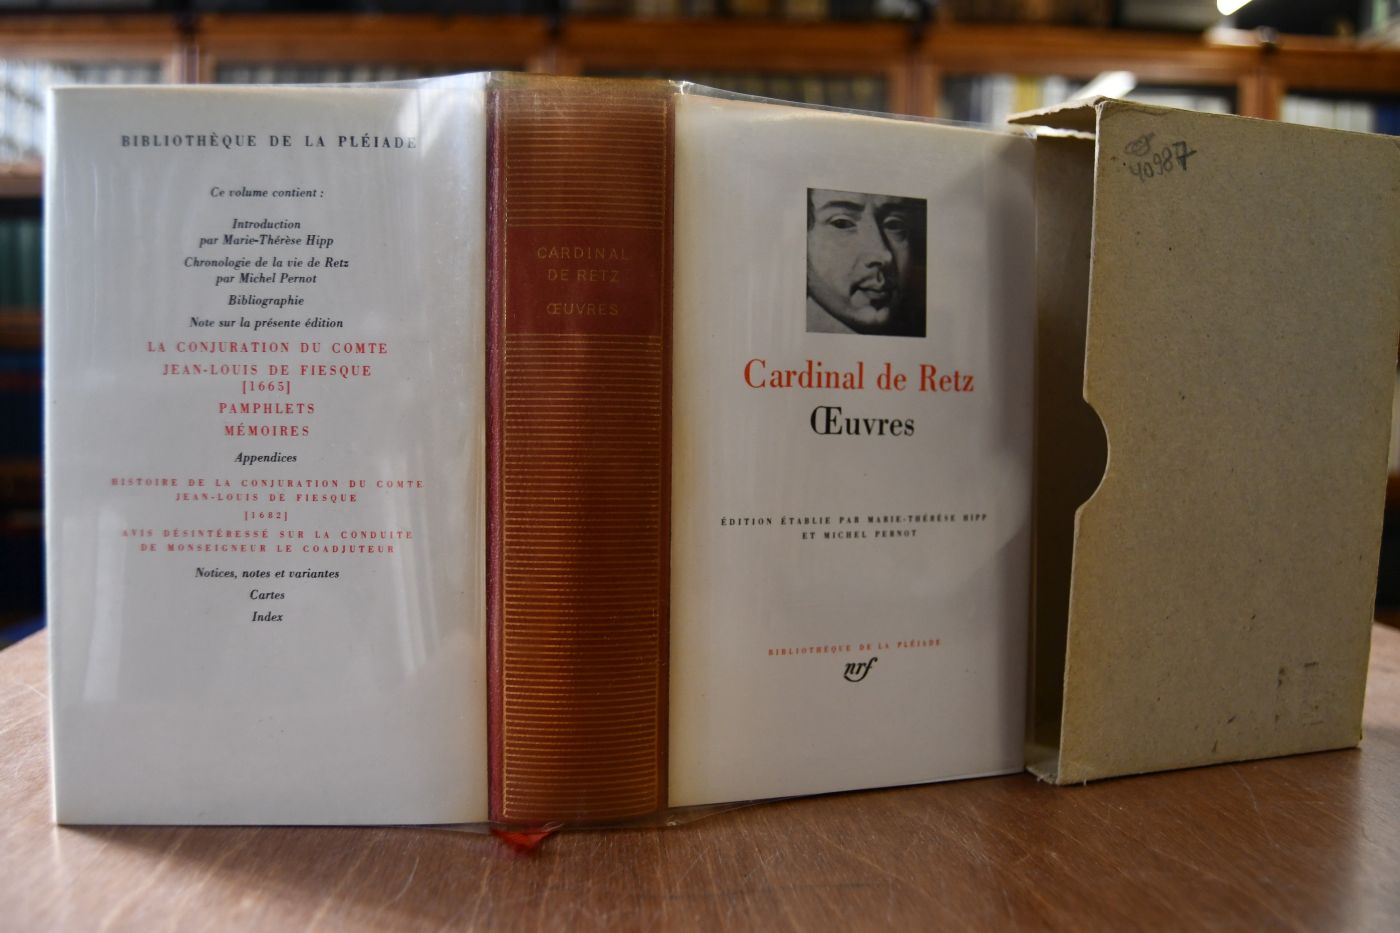 BIBLIOTHÈQUE DE LA PLÉIADE
Ce volume contient :
Introduction
par Marie-Thérèse Hipp
Chronologie de la vie de Retz
par Michel Pernot
Bibliographie
Note sur la présente édition
LA CONJURATION DU COMTE
JEAN-LOUIS DE FIESQUE
[1665]
PAMPHLETS
MÉMOIRES
Appendices
HISTOIRE DE LA CONJURATION DU COMTE
JEAN-LOUIS DE FIESQUE
[1682]
AVIS DÉSINTÉRESSÉ SUR LA CONDUITE
DE MONSEIGNEUR LE COADJUTEUR
Notices, notes et variantes
Cartes
Index
CARDINAL
DE RETZ
ŒUVRES
Cardinal de Retz
Œuvres
ÉDITION ÉTABLIE PAR MARIE-THÉRÈSE HIPP
ET MICHEL PERNOT
BIBLIOTHÈQUE DE LA PLÉIADE
nrf
40987